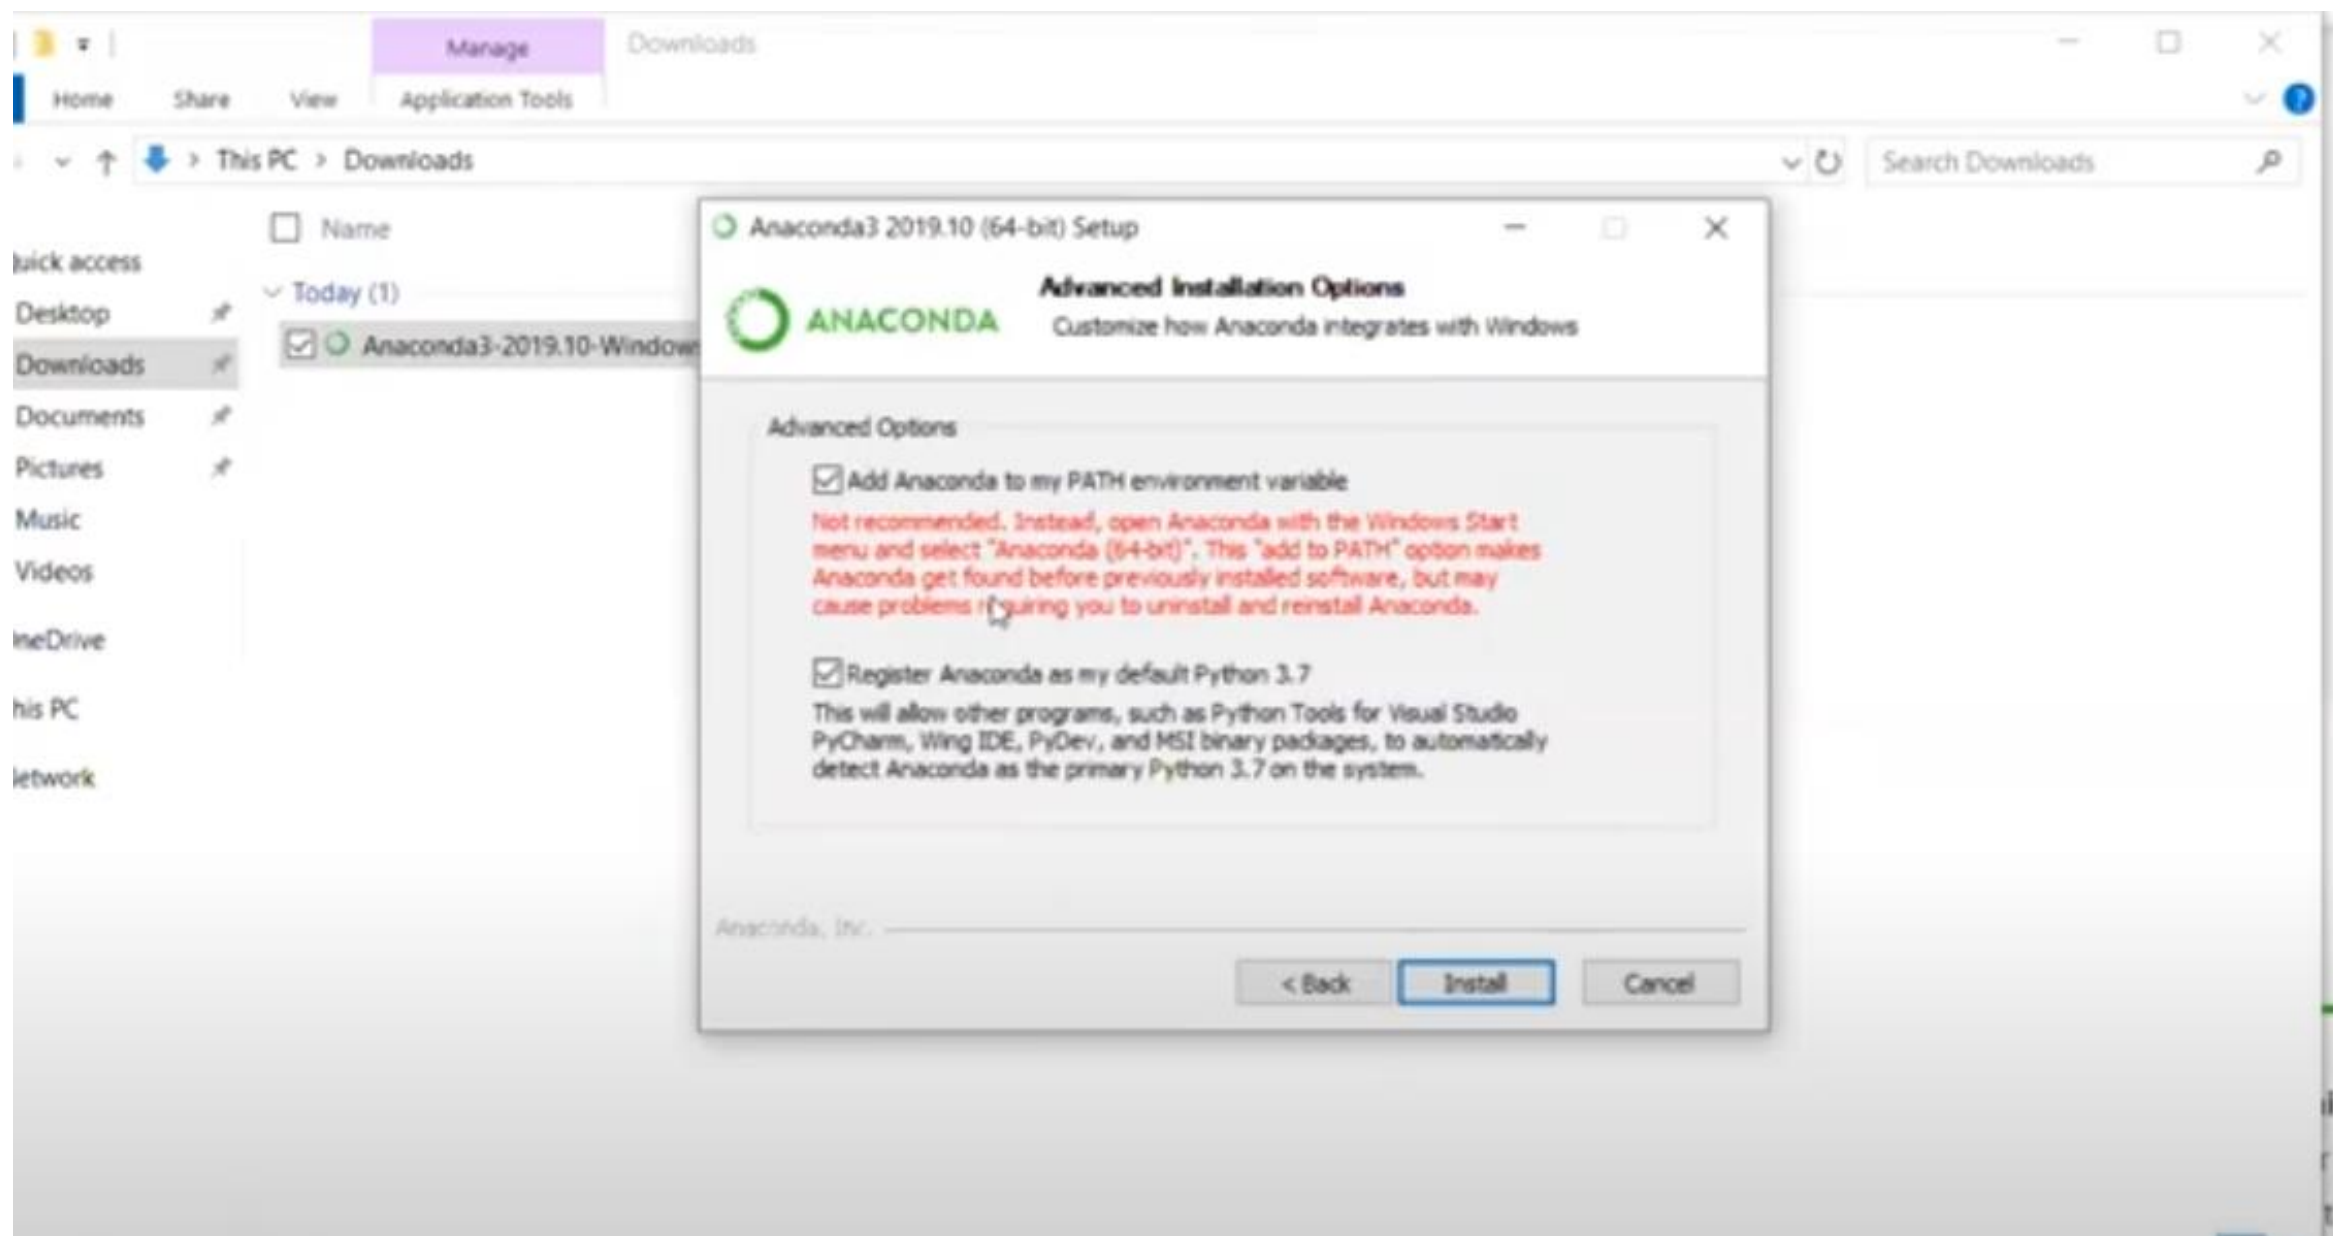 Manage
Downloads
Home
Share
View
Application Tools
This PC > Downloads
Search Downloads
Name
Today (1)
Anaconda3-2019.10-Window
uick access
Desktop
Downloads
Documents
Pictures
Music
Videos
neDrive
his PC
letwork
Anaconda3 2019.10 (64-bit) Setup
ANACONDA
Advanced Installation Options
Customize how Anaconda integrates with Windows
Advanced Options
Add Anaconda to my PATH environment variable
Not recommended. Instead, open Anaconda with the Windows Start
menu and select "Anaconda (64-bit)". This "add to PATH" option makes
Anaconda get found before previously installed software, but may
cause problems requiring you to uninstall and reinstall Anaconda.
Register Anaconda as my default Python 3.7
This will allow other programs, such as Python Tools for Visual Studio
PyCharm, Wing IDE, PyDev, and MSI binary packages, to automatically
detect Anaconda as the primary Python 3.7 on the system.
Anaconda, Inc.
< Back
Install
Cancel